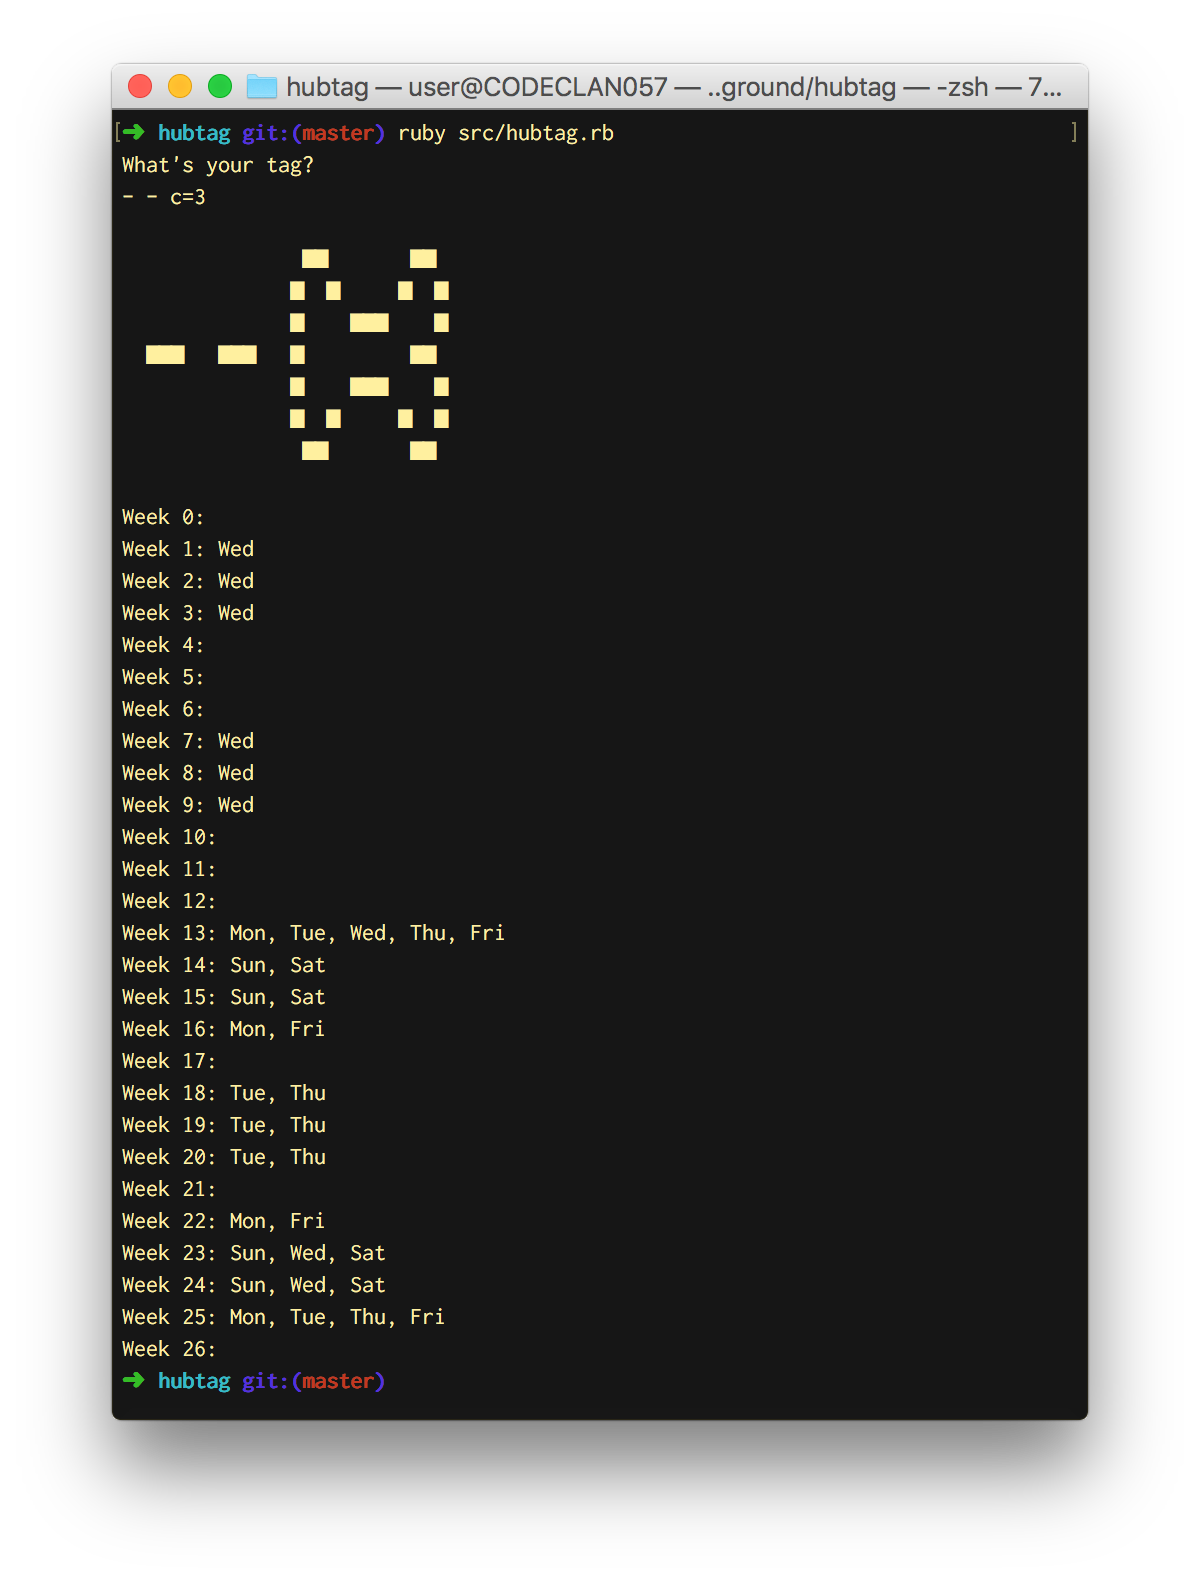 hubtag — user@CODECLAN057 — ..ground/hubtag — -zsh — 7...
[➜ hubtag git:(master) ruby src/hubtag.rb ]
What's your tag?
- - c=3
Week 0:
Week 1: Wed
Week 2: Wed
Week 3: Wed
Week 4:
Week 5:
Week 6:
Week 7: Wed
Week 8: Wed
Week 9: Wed
Week 10:
Week 11:
Week 12:
Week 13: Mon, Tue, Wed, Thu, Fri
Week 14: Sun, Sat
Week 15: Sun, Sat
Week 16: Mon, Fri
Week 17:
Week 18: Tue, Thu
Week 19: Tue, Thu
Week 20: Tue, Thu
Week 21:
Week 22: Mon, Fri
Week 23: Sun, Wed, Sat
Week 24: Sun, Wed, Sat
Week 25: Mon, Tue, Thu, Fri
Week 26:
➜ hubtag git:(master)